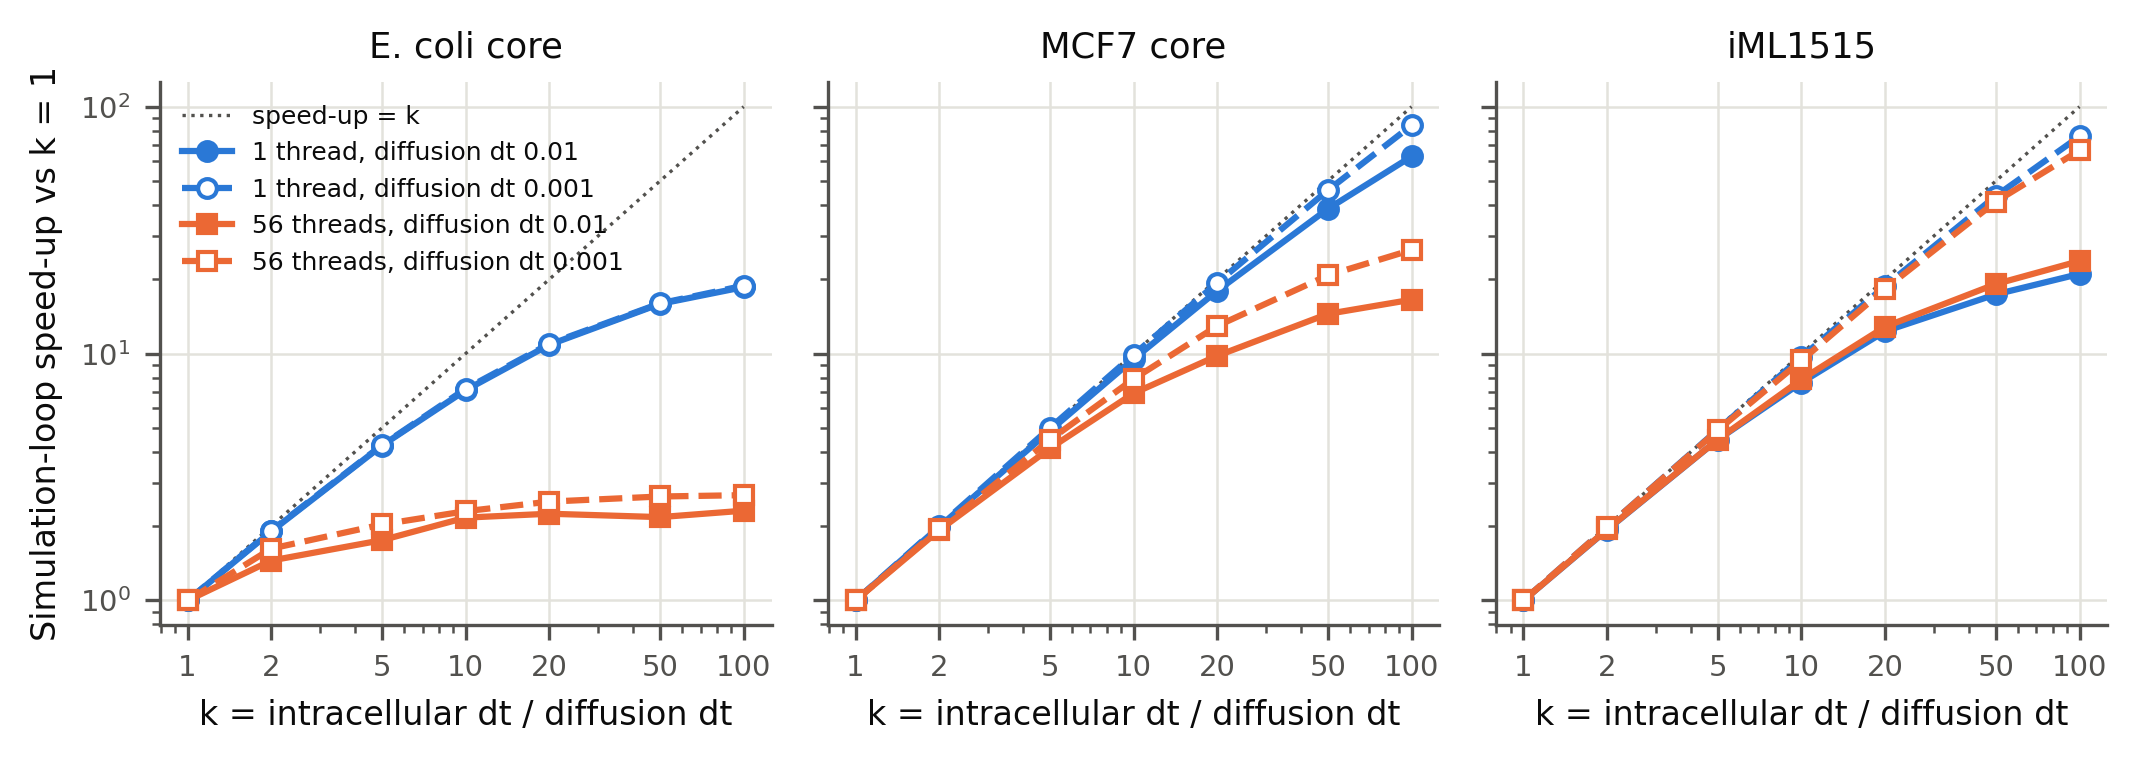 E. coli core
MCF7 core
iML1515
Simulation-loop speed-up vs k = 1
10²
10¹
10⁰
speed-up = k
1 thread, diffusion dt 0.01
1 thread, diffusion dt 0.001
56 threads, diffusion dt 0.01
56 threads, diffusion dt 0.001
1 2 5 10 20 50 100
1 2 5 10 20 50 100
1 2 5 10 20 50 100
k = intracellular dt / diffusion dt
k = intracellular dt / diffusion dt
k = intracellular dt / diffusion dt